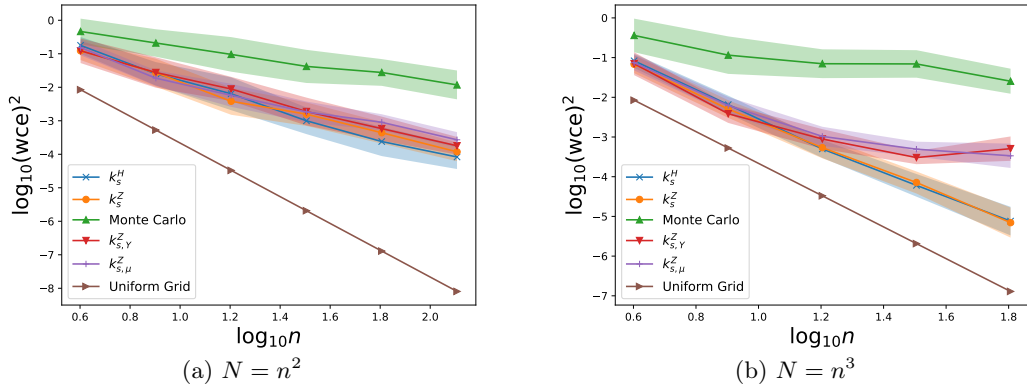 0
−1
−2
−3
−4
−5
−6
−7
−8
log₁₀(wce)²
k_s^H
k_s^Z
Monte Carlo
k_{s,Y}^Z
k_{s,μ}^Z
Uniform Grid
0.6 0.8 1.0 1.2 1.4 1.6 1.8 2.0
log₁₀n
(a) N = n²
0
−1
−2
−3
−4
−5
−6
−7
log₁₀(wce)²
k_s^H
k_s^Z
Monte Carlo
k_{s,Y}^Z
k_{s,μ}^Z
Uniform Grid
0.6 0.8 1.0 1.2 1.4 1.6 1.8
log₁₀n
(b) N = n³